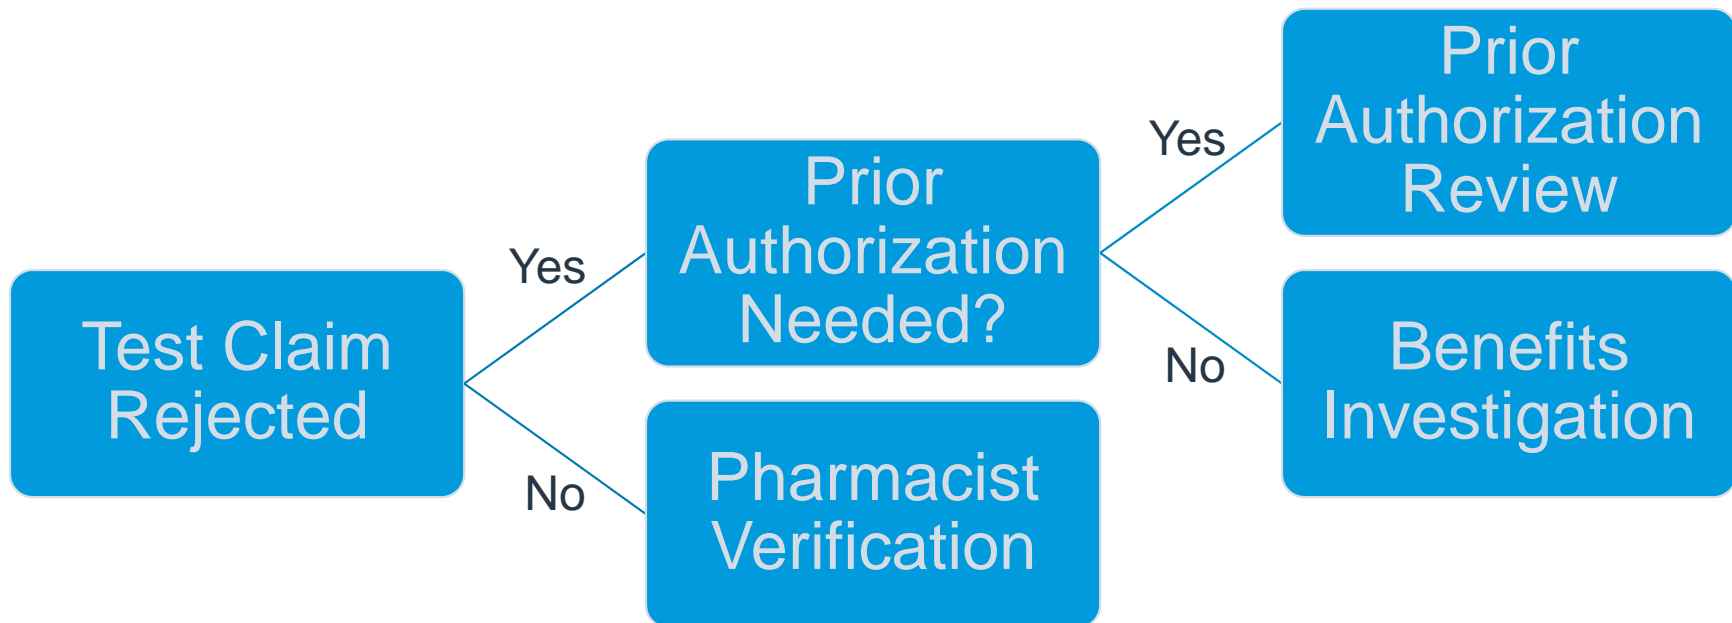 Test Claim
Rejected
Yes
No
Prior
Authorization
Needed?
Pharmacist
Verification
Yes
No
Prior
Authorization
Review
Benefits
Investigation